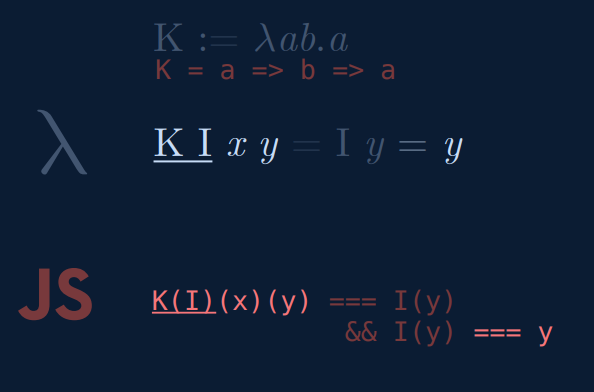 K := λab.a
K = a => b => a
λ
K I x y = I y = y
JS
K(I)(x)(y) === I(y)
&& I(y) === y